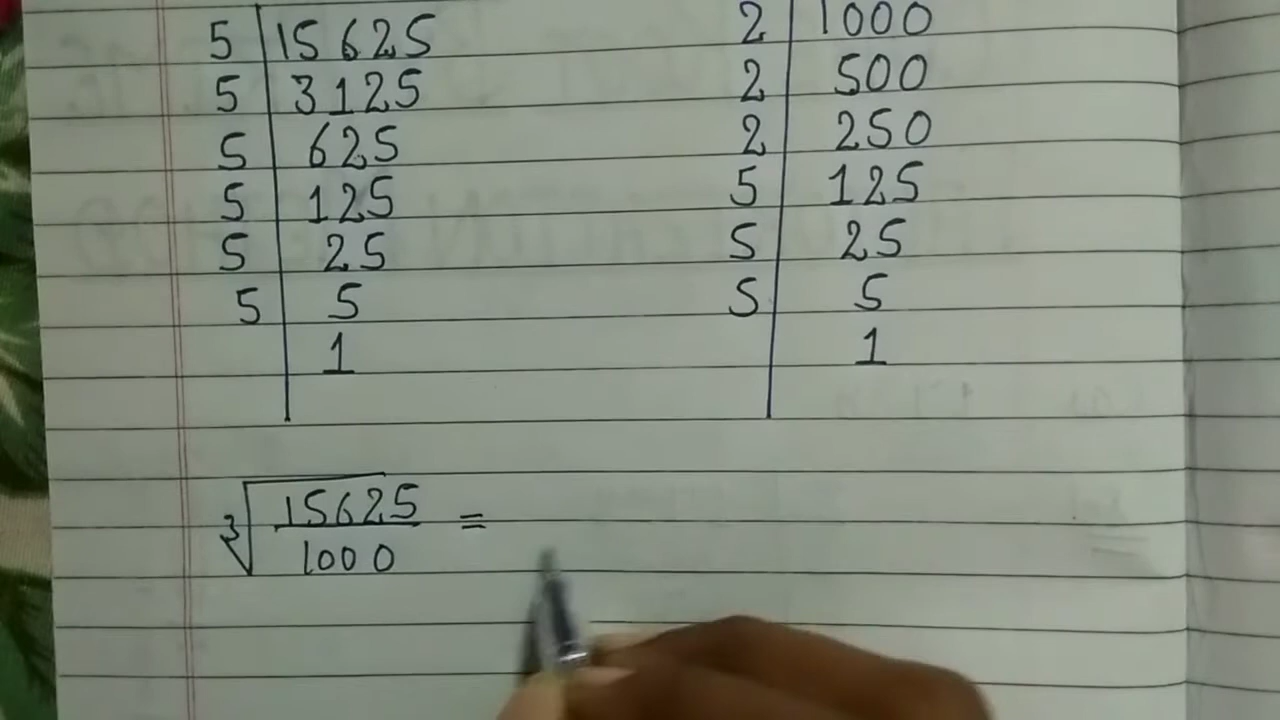 5 | 15625 2 | 1000
5 | 3125 2 | 500
5 | 625 2 | 250
5 | 125 5 | 125
5 | 25 5 | 25
5 | 5 5 | 5
1 1
∛(15625/1000) =